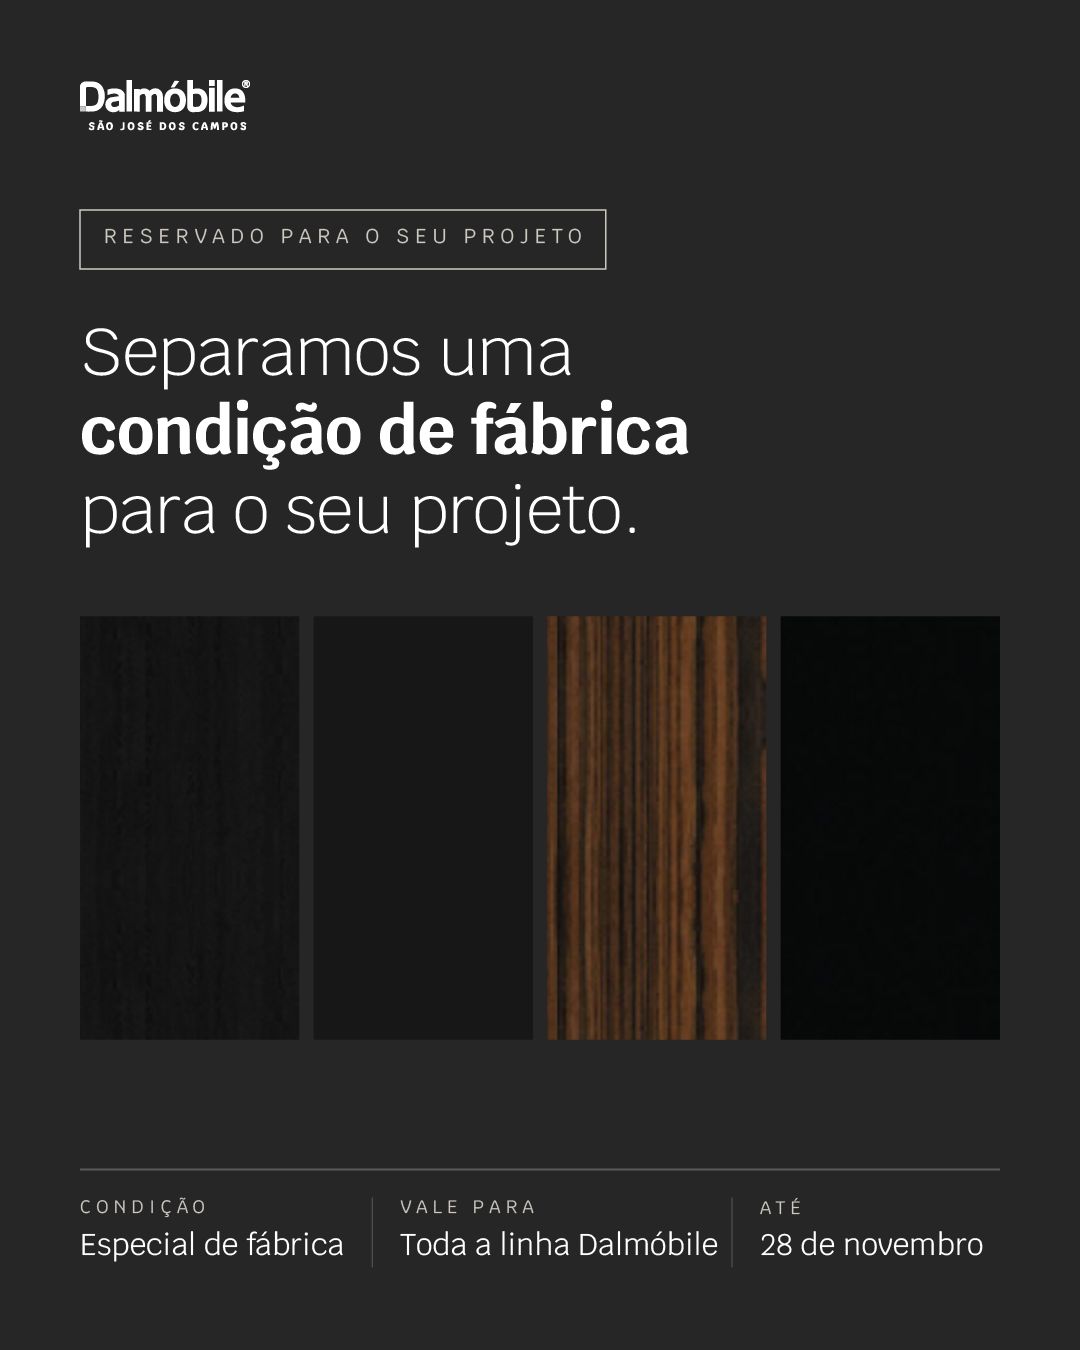 Dalmóbile®
SÃO JOSÉ DOS CAMPOS
RESERVADO PARA O SEU PROJETO
Separamos uma
condição de fábrica
para o seu projeto.
CONDIÇÃO
Especial de fábrica
VALE PARA
Toda a linha Dalmóbile
ATÉ
28 de novembro